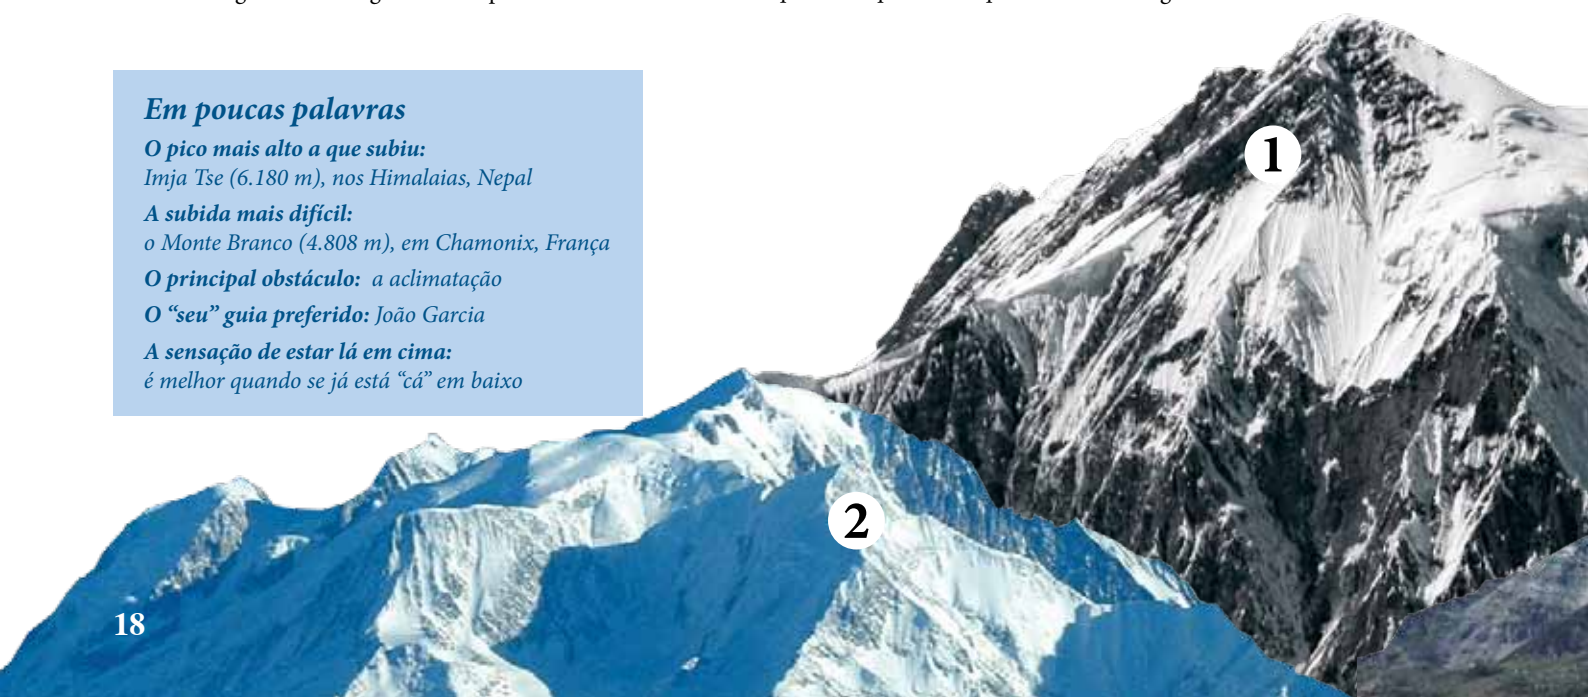 Em poucas palavras
O pico mais alto a que subiu:
Imja Tse (6.180 m), nos Himalaias, Nepal
A subida mais difícil:
o Monte Branco (4.808 m), em Chamonix, França
O principal obstáculo: a aclimatação
O “seu” guia preferido: João Garcia
A sensação de estar lá em cima:
é melhor quando se já está “cá” em baixo
1
2
18